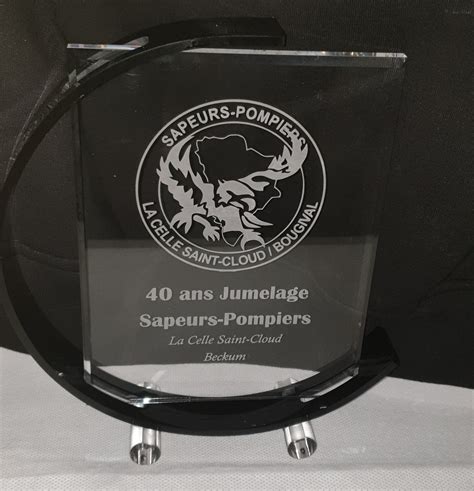 SAPEURS-POMPIERS
LA CELLE SAINT-CLOUD / BOUGIVAL
40 ans Jumelage
Sapeurs-Pompiers
La Celle Saint-Cloud
Beckum